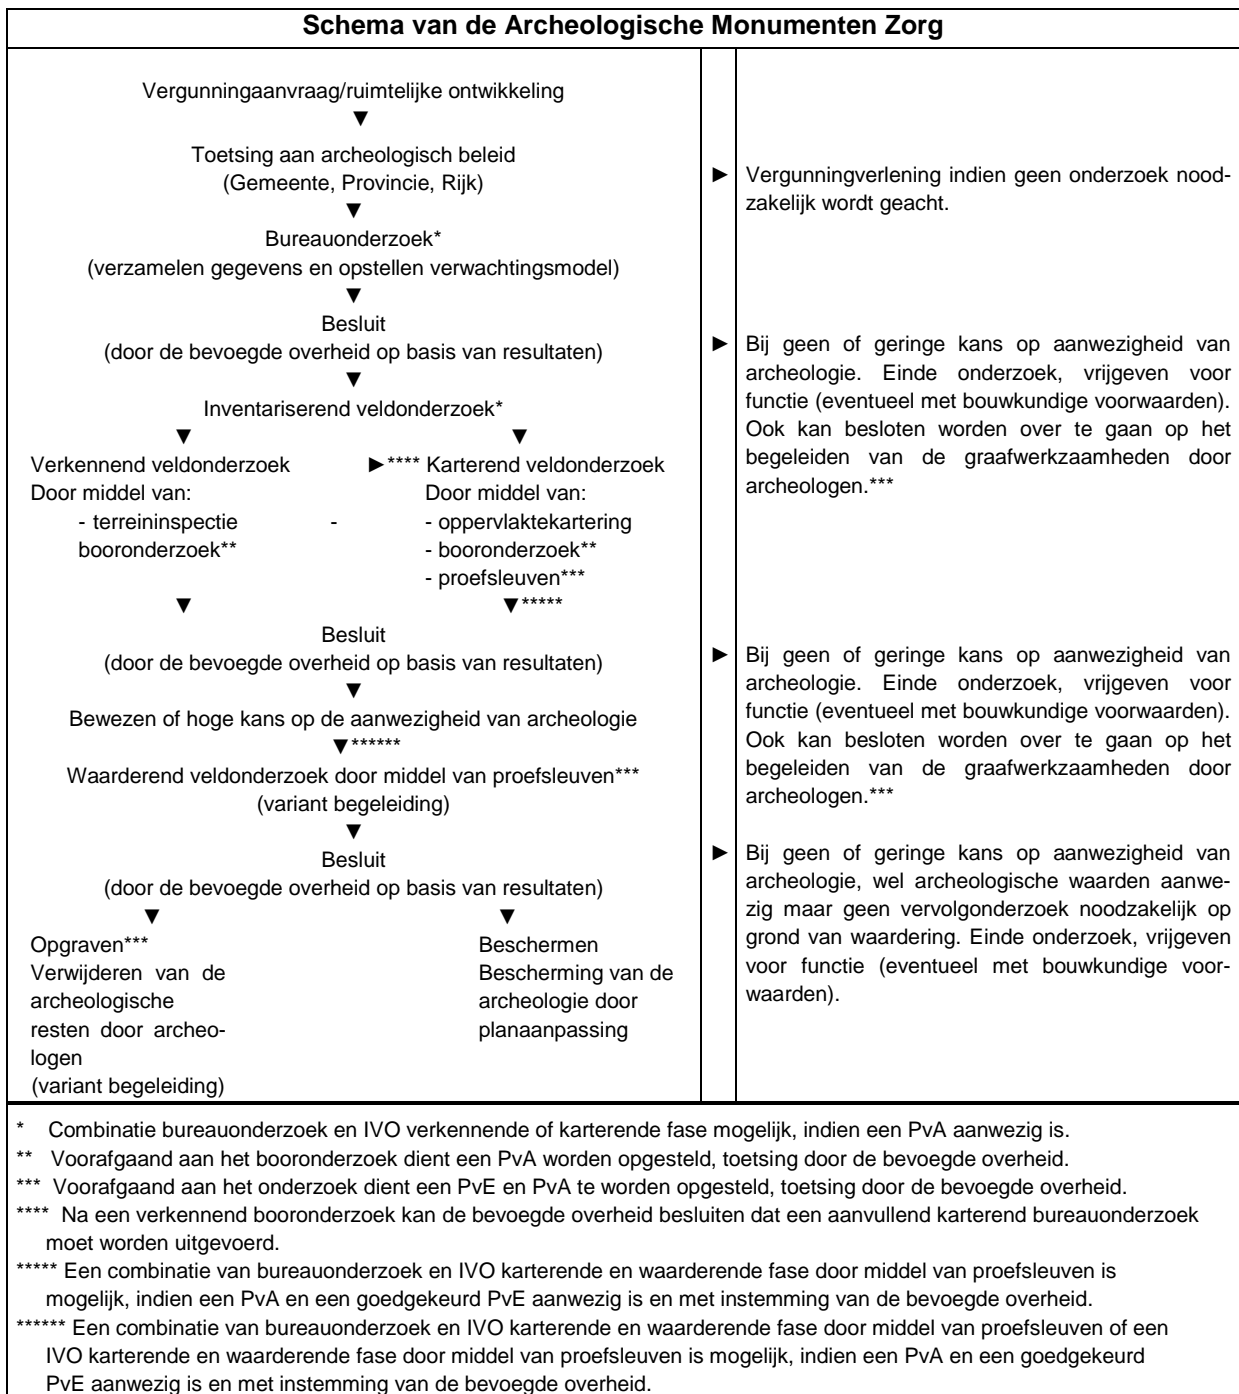 Schema van de Archeologische Monumenten Zorg
Vergunningaanvraag/ruimtelijke ontwikkeling
▼
Toetsing aan archeologisch beleid
(Gemeente, Provincie, Rijk)
▼
Bureauonderzoek*
(verzamelen gegevens en opstellen verwachtingsmodel)
▼
Besluit
(door de bevoegde overheid op basis van resultaten)
▼
Inventariserend veldonderzoek*
▼ ▼
Verkennend veldonderzoek ►**** Karterend veldonderzoek
Door middel van: Door middel van:
- terreininspectie - - oppervlaktekartering
booronderzoek** - booronderzoek**
- proefsleuven***
▼ ▼*****
Besluit
(door de bevoegde overheid op basis van resultaten)
▼
Bewezen of hoge kans op de aanwezigheid van archeologie
▼******
Waarderend veldonderzoek door middel van proefsleuven***
(variant begeleiding)
▼
Besluit
(door de bevoegde overheid op basis van resultaten)
▼ ▼
Opgraven***
Verwijderen van de
archeologische
resten door archeo-
logen
(variant begeleiding)
Beschermen
Bescherming van de
archeologie door
planaanpassing
► Vergunningverlening indien geen onderzoek nood-
zakelijk wordt geacht.
► Bij geen of geringe kans op aanwezigheid van
archeologie. Einde onderzoek, vrijgeven voor
functie (eventueel met bouwkundige voorwaarden).
Ook kan besloten worden over te gaan op het
begeleiden van de graafwerkzaamheden door
archeologen.***
► Bij geen of geringe kans op aanwezigheid van
archeologie. Einde onderzoek, vrijgeven voor
functie (eventueel met bouwkundige voorwaarden).
Ook kan besloten worden over te gaan op het
begeleiden van de graafwerkzaamheden door
archeologen.***
► Bij geen of geringe kans op aanwezigheid van
archeologie, wel archeologische waarden aanwe-
zig maar geen vervolgonderzoek noodzakelijk op
grond van waardering. Einde onderzoek, vrijgeven
voor functie (eventueel met bouwkundige voor-
waarden).
* Combinatie bureauonderzoek en IVO verkennende of karterende fase mogelijk, indien een PvA aanwezig is.
** Voorafgaand aan het booronderzoek dient een PvA worden opgesteld, toetsing door de bevoegde overheid.
*** Voorafgaand aan het onderzoek dient een PvE en PvA te worden opgesteld, toetsing door de bevoegde overheid.
**** Na een verkennend booronderzoek kan de bevoegde overheid besluiten dat een aanvullend karterend bureauonderzoek
moet worden uitgevoerd.
***** Een combinatie van bureauonderzoek en IVO karterende en waarderende fase door middel van proefsleuven is
mogelijk, indien een PvA en een goedgekeurd PvE aanwezig is en met instemming van de bevoegde overheid.
****** Een combinatie van bureauonderzoek en IVO karterende en waarderende fase door middel van proefsleuven of een
IVO karterende en waarderende fase door middel van proefsleuven is mogelijk, indien een PvA en een goedgekeurd
PvE aanwezig is en met instemming van de bevoegde overheid.